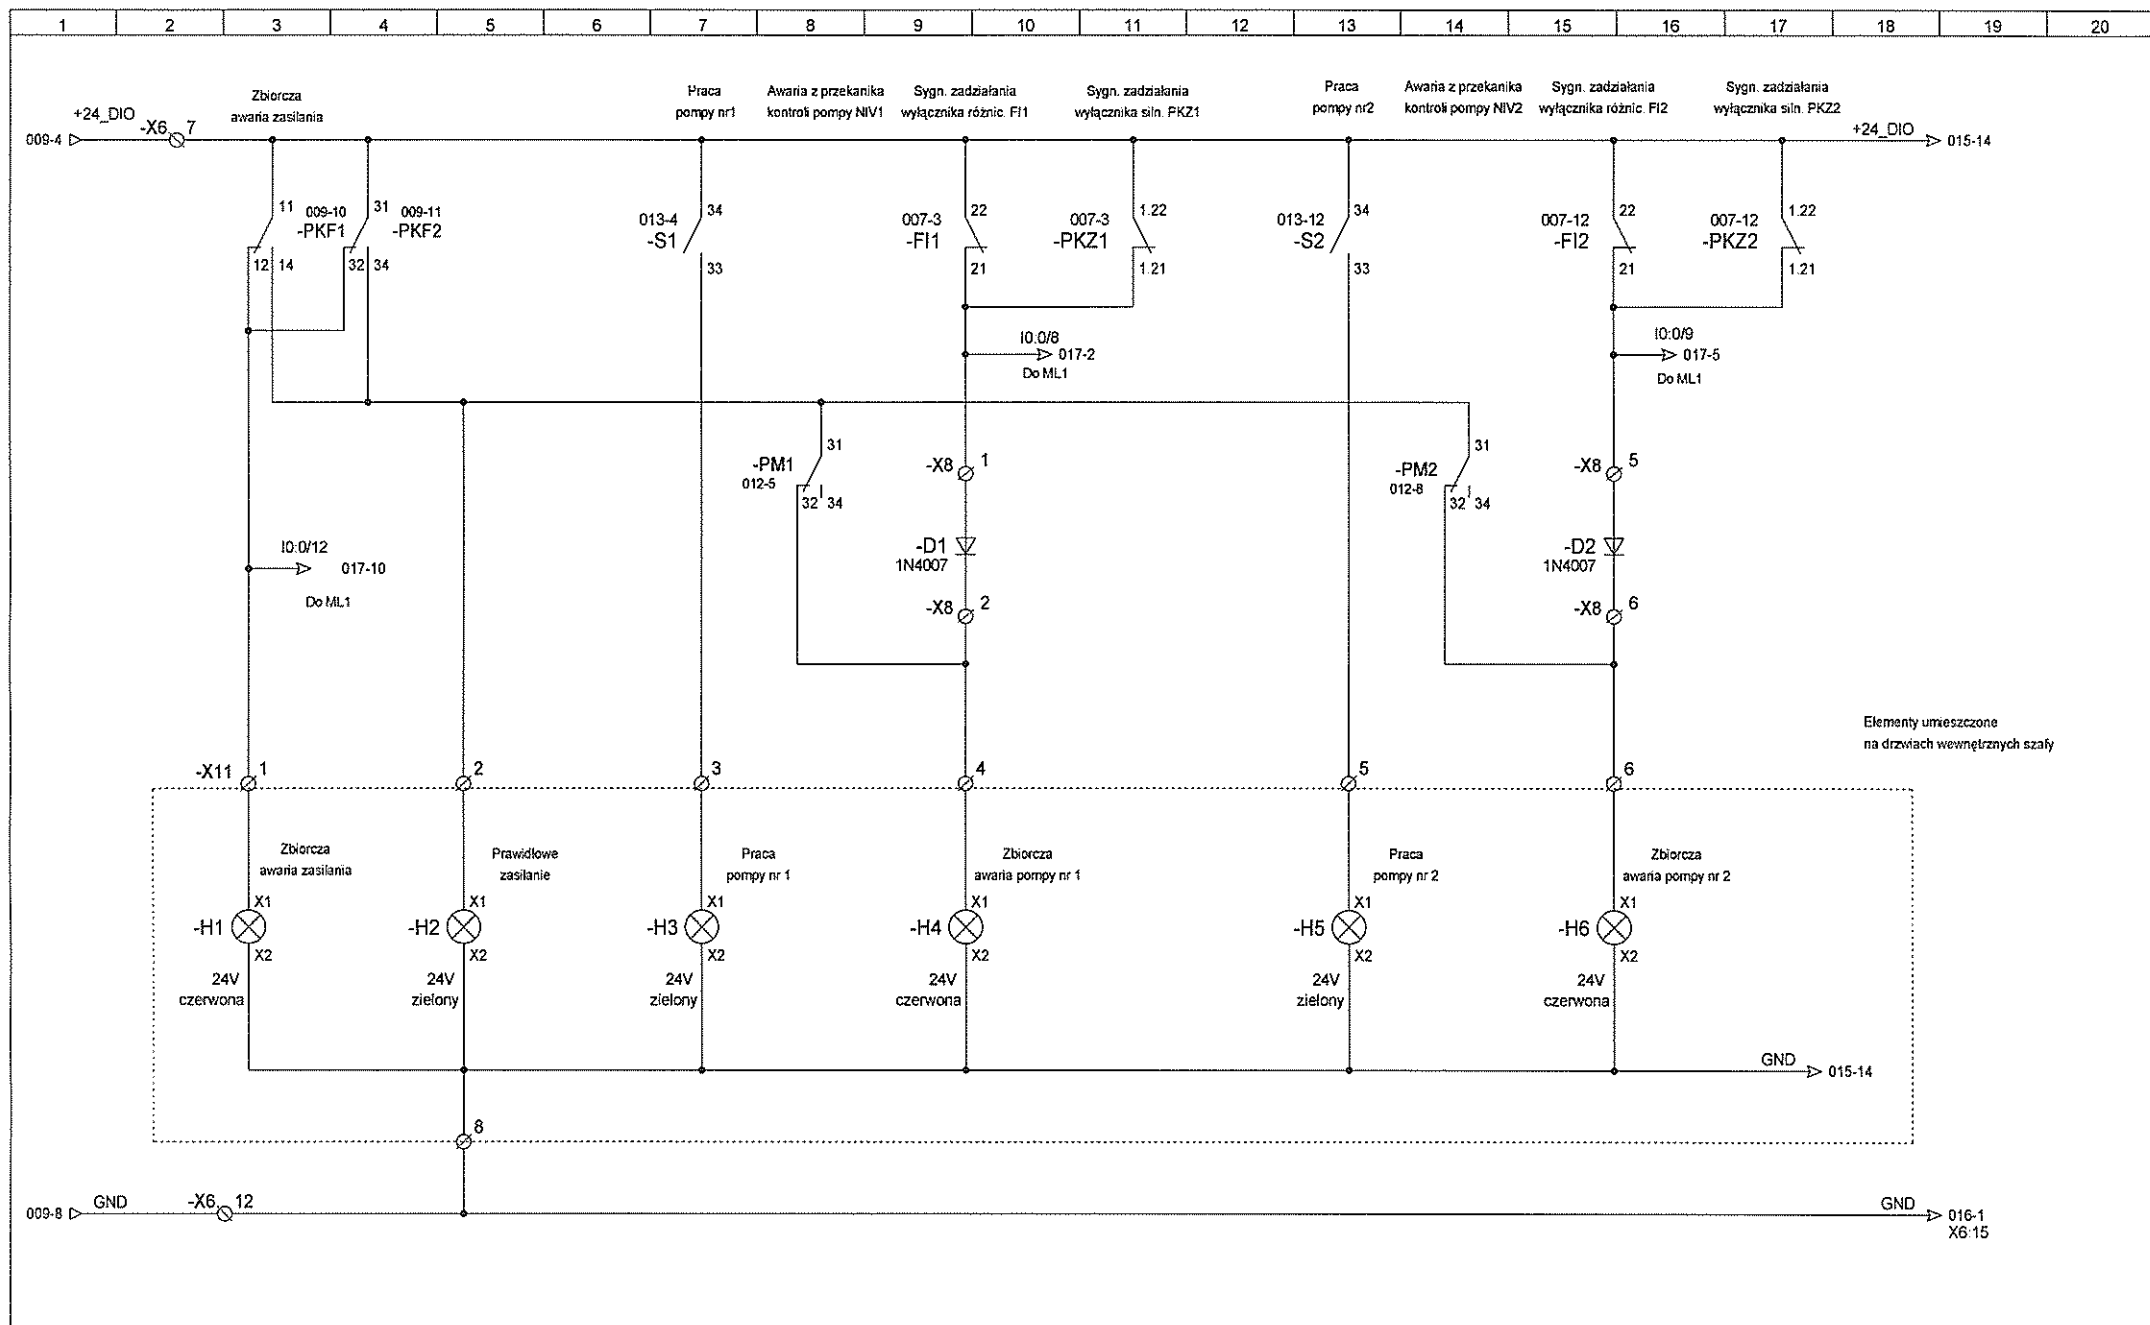 1 2 3 4 5 6 7 8 9 10 11 12 13 14 15 16 17 18 19 20
Zbiorcza
awaria zasilania
Praca
pompy nr1
Awaria z przekanika
kontroli pompy NIV1
Sygn. zadziałania
wyłącznika różnic. FI1
Sygn. zadziałania
wyłącznika siln. PKZ1
Praca
pompy nr2
Awaria z przekanika
kontroli pompy NIV2
Sygn. zadziałania
wyłącznika różnic. FI2
Sygn. zadziałania
wyłącznika siln. PKZ2
+24_DIO
-X6 7
009-4
+24_DIO
015-14
11
009-10
-PKF1
12 14
31
009-11
-PKF2
32 34
013-4
-S1
34
33
007-3
-FI1
22
21
007-3
-PKZ1
1.22
1.21
013-12
-S2
34
33
007-12
-FI2
22
21
007-12
-PKZ2
1.22
1.21
I0:0/8
017-2
Do ML1
I0:0/9
017-5
Do ML1
31
-PM1
012-5
32 34
-X8 1
-D1
1N4007
-X8 2
31
-PM2
012-8
32 34
-X8 5
-D2
1N4007
-X8 6
I0:0/12
017-10
Do ML1
Elementy umieszczone
na drzwiach wewnętrznych szafy
-X11 1 2 3 4 5 6
Zbiorcza
awaria zasilania
Prawidłowe
zasilanie
Praca
pompy nr 1
Zbiorcza
awaria pompy nr 1
Praca
pompy nr 2
Zbiorcza
awaria pompy nr 2
X1
-H1
X2
24V
czerwona
X1
-H2
X2
24V
zielony
X1
-H3
X2
24V
zielony
X1
-H4
X2
24V
czerwona
X1
-H5
X2
24V
zielony
X1
-H6
X2
24V
czerwona
GND
015-14
8
009-8
GND
-X6 12
GND
016-1
X6:15